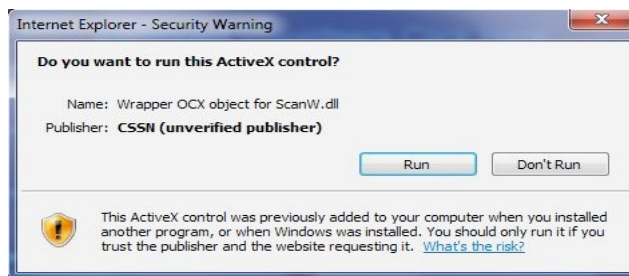 Internet Explorer - Security Warning
Do you want to run this ActiveX control?
Name: Wrapper OCX object for ScanW.dll
Publisher: CSSN (unverified publisher)
Run Don't Run
This ActiveX control was previously added to your computer when you installed
another program, or when Windows was installed. You should only run it if you
trust the publisher and the website requesting it. What's the risk?